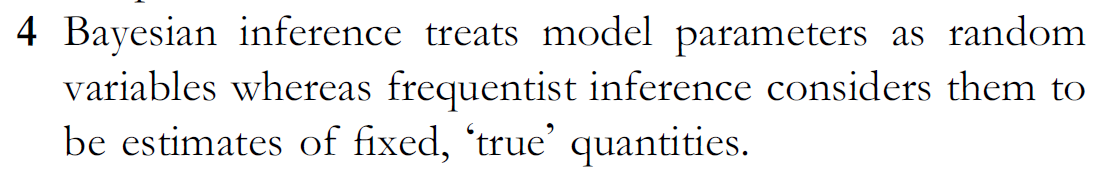 4 Bayesian inference treats model parameters as random
variables whereas frequentist inference considers them to
be estimates of fixed, ‘true’ quantities.